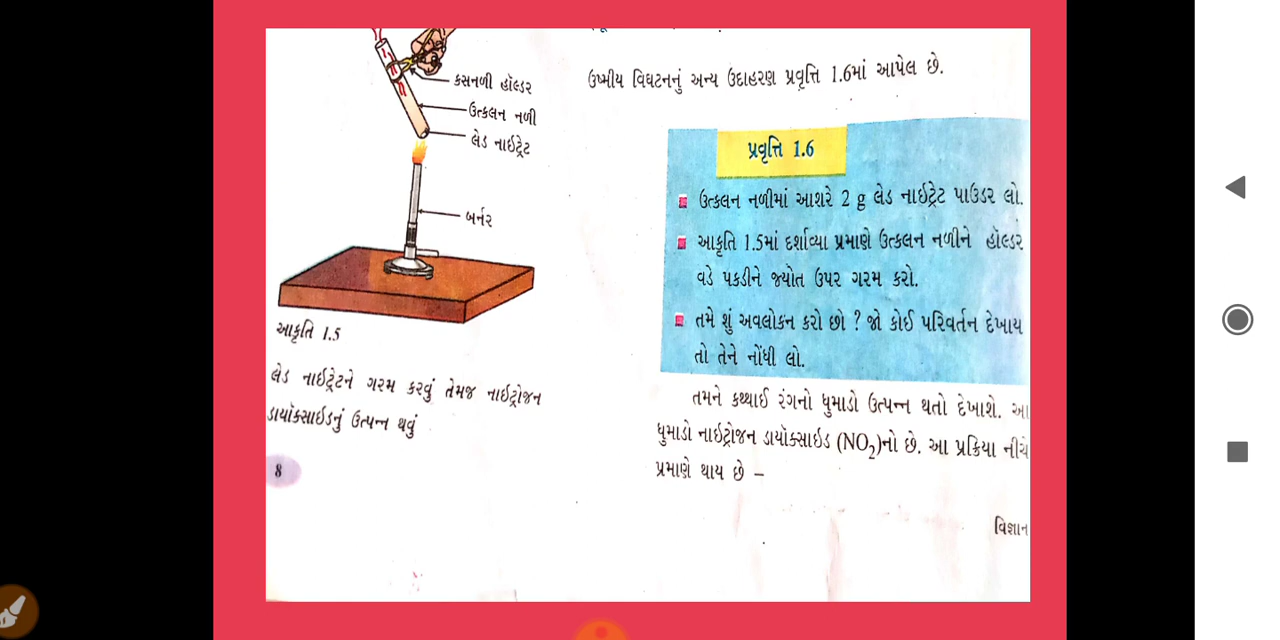 કસનળી હૉલ્ડર
ઉત્કલન નળી
લેડ નાઇટ્રેટ
બર્નર
આકૃતિ 1.5
લેડ નાઇટ્રેટને ગરમ કરવું તેમજ નાઇટ્રોજન
ડાયૉક્સાઇડનું ઉત્પન્ન થવું
8
ઉષ્મીય વિઘટનનું અન્ય ઉદાહરણ પ્રવૃત્તિ 1.6માં આપેલ છે.
પ્રવૃત્તિ 1.6
ઉત્કલન નળીમાં આશરે 2 g લેડ નાઇટ્રેટ પાઉડર લો.
આકૃતિ 1.5માં દર્શાવ્યા પ્રમાણે ઉત્કલન નળીને હૉલ્ડર
વડે પકડીને જ્યોત ઉપર ગરમ કરો.
તમે શું અવલોકન કરો છો ? જો કોઈ પરિવર્તન દેખાય
તો તેને નોંધી લો.
તમને કથ્થાઈ રંગનો ધુમાડો ઉત્પન્ન થતો દેખાશે. આ
ધુમાડો નાઇટ્રોજન ડાયૉક્સાઇડ (NO₂)નો છે. આ પ્રક્રિયા નીચે
પ્રમાણે થાય છે –
વિજ્ઞાન